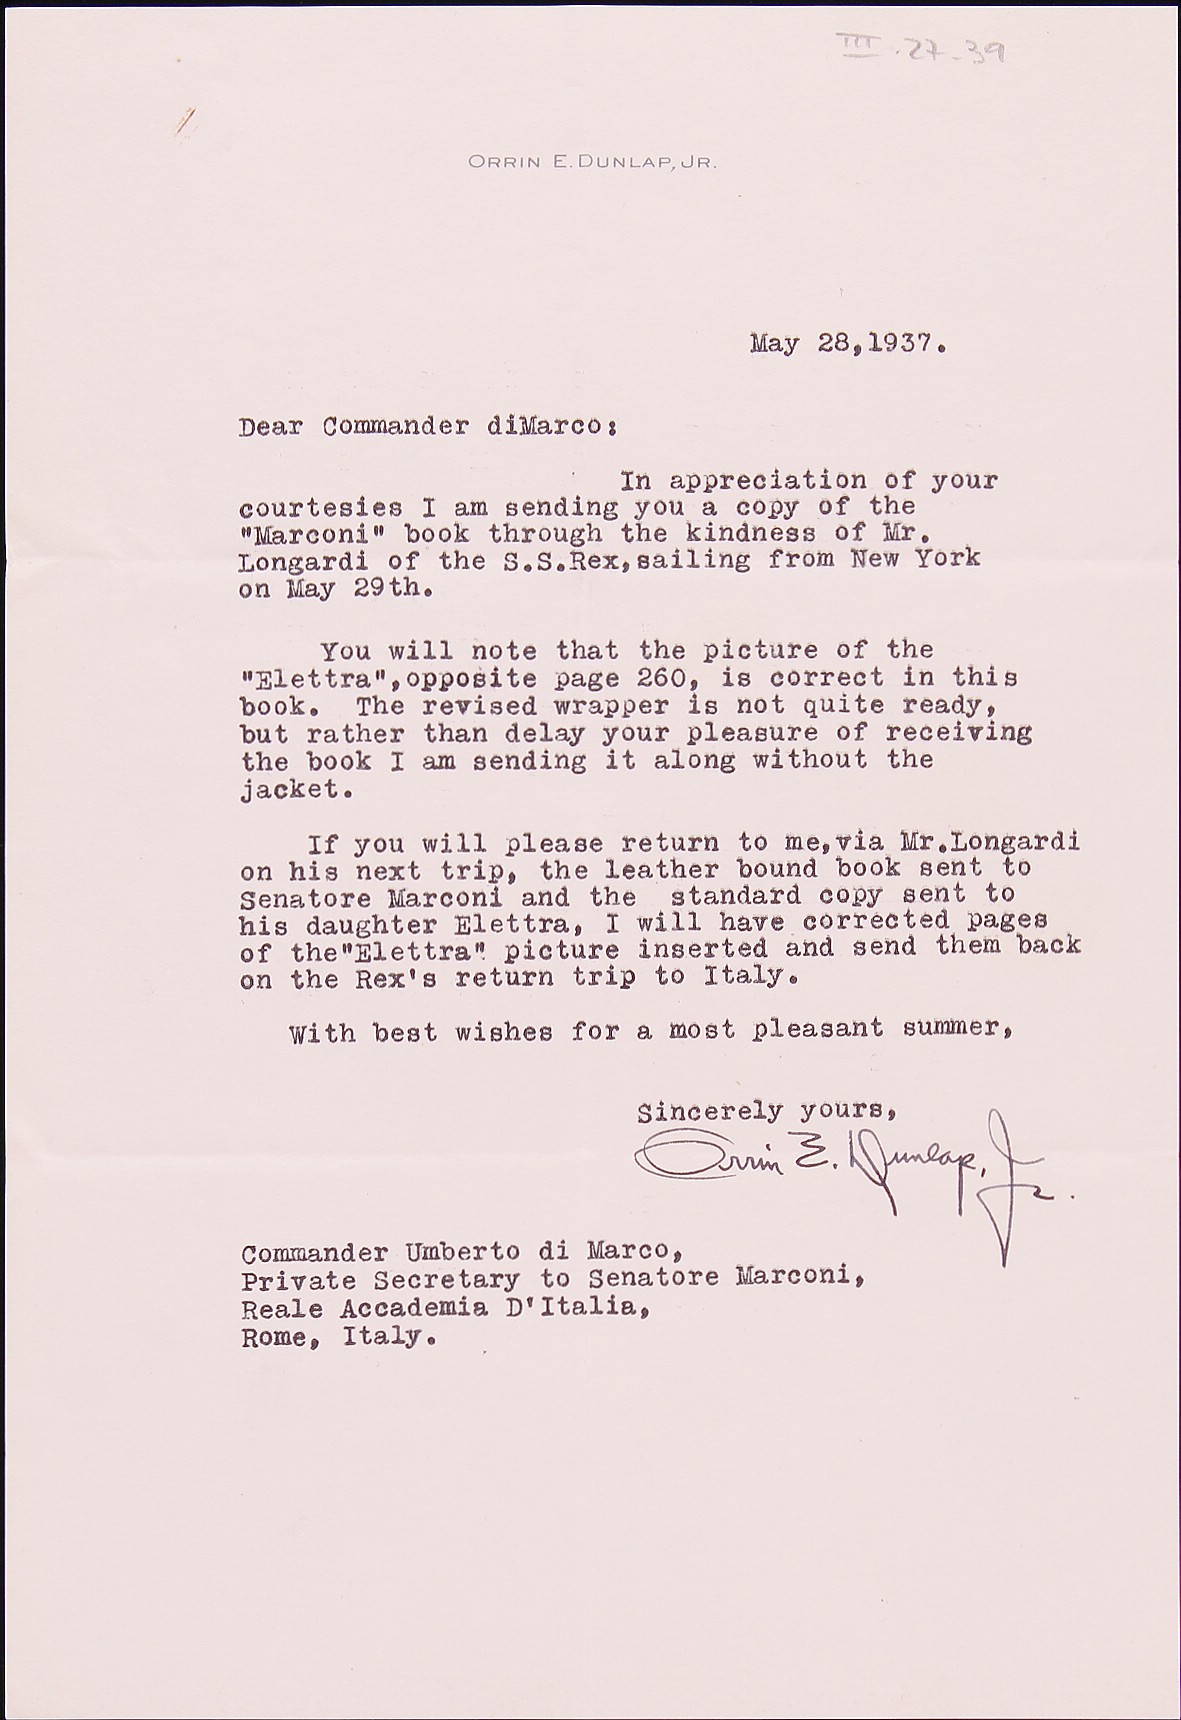 III.27-39
ORRIN E. DUNLAP, JR.
May 28,1937.
Dear Commander diMarco:
In appreciation of your
courtesies I am sending you a copy of the
"Marconi" book through the kindness of Mr.
Longardi of the S.S.Rex,sailing from New York
on May 29th.
You will note that the picture of the
"Elettra",opposite page 260, is correct in this
book. The revised wrapper is not quite ready,
but rather than delay your pleasure of receiving
the book I am sending it along without the
jacket.
If you will please return to me,via Mr.Longardi
on his next trip, the leather bound book sent to
Senatore Marconi and the standard copy sent to
his daughter Elettra, I will have corrected pages
of the"Elettra" picture inserted and send them back
on the Rex's return trip to Italy.
With best wishes for a most pleasant summer,
Sincerely yours,
Orrin E. Dunlap, Jr.
Commander Umberto di Marco,
Private Secretary to Senatore Marconi,
Reale Accademia D'Italia,
Rome, Italy.